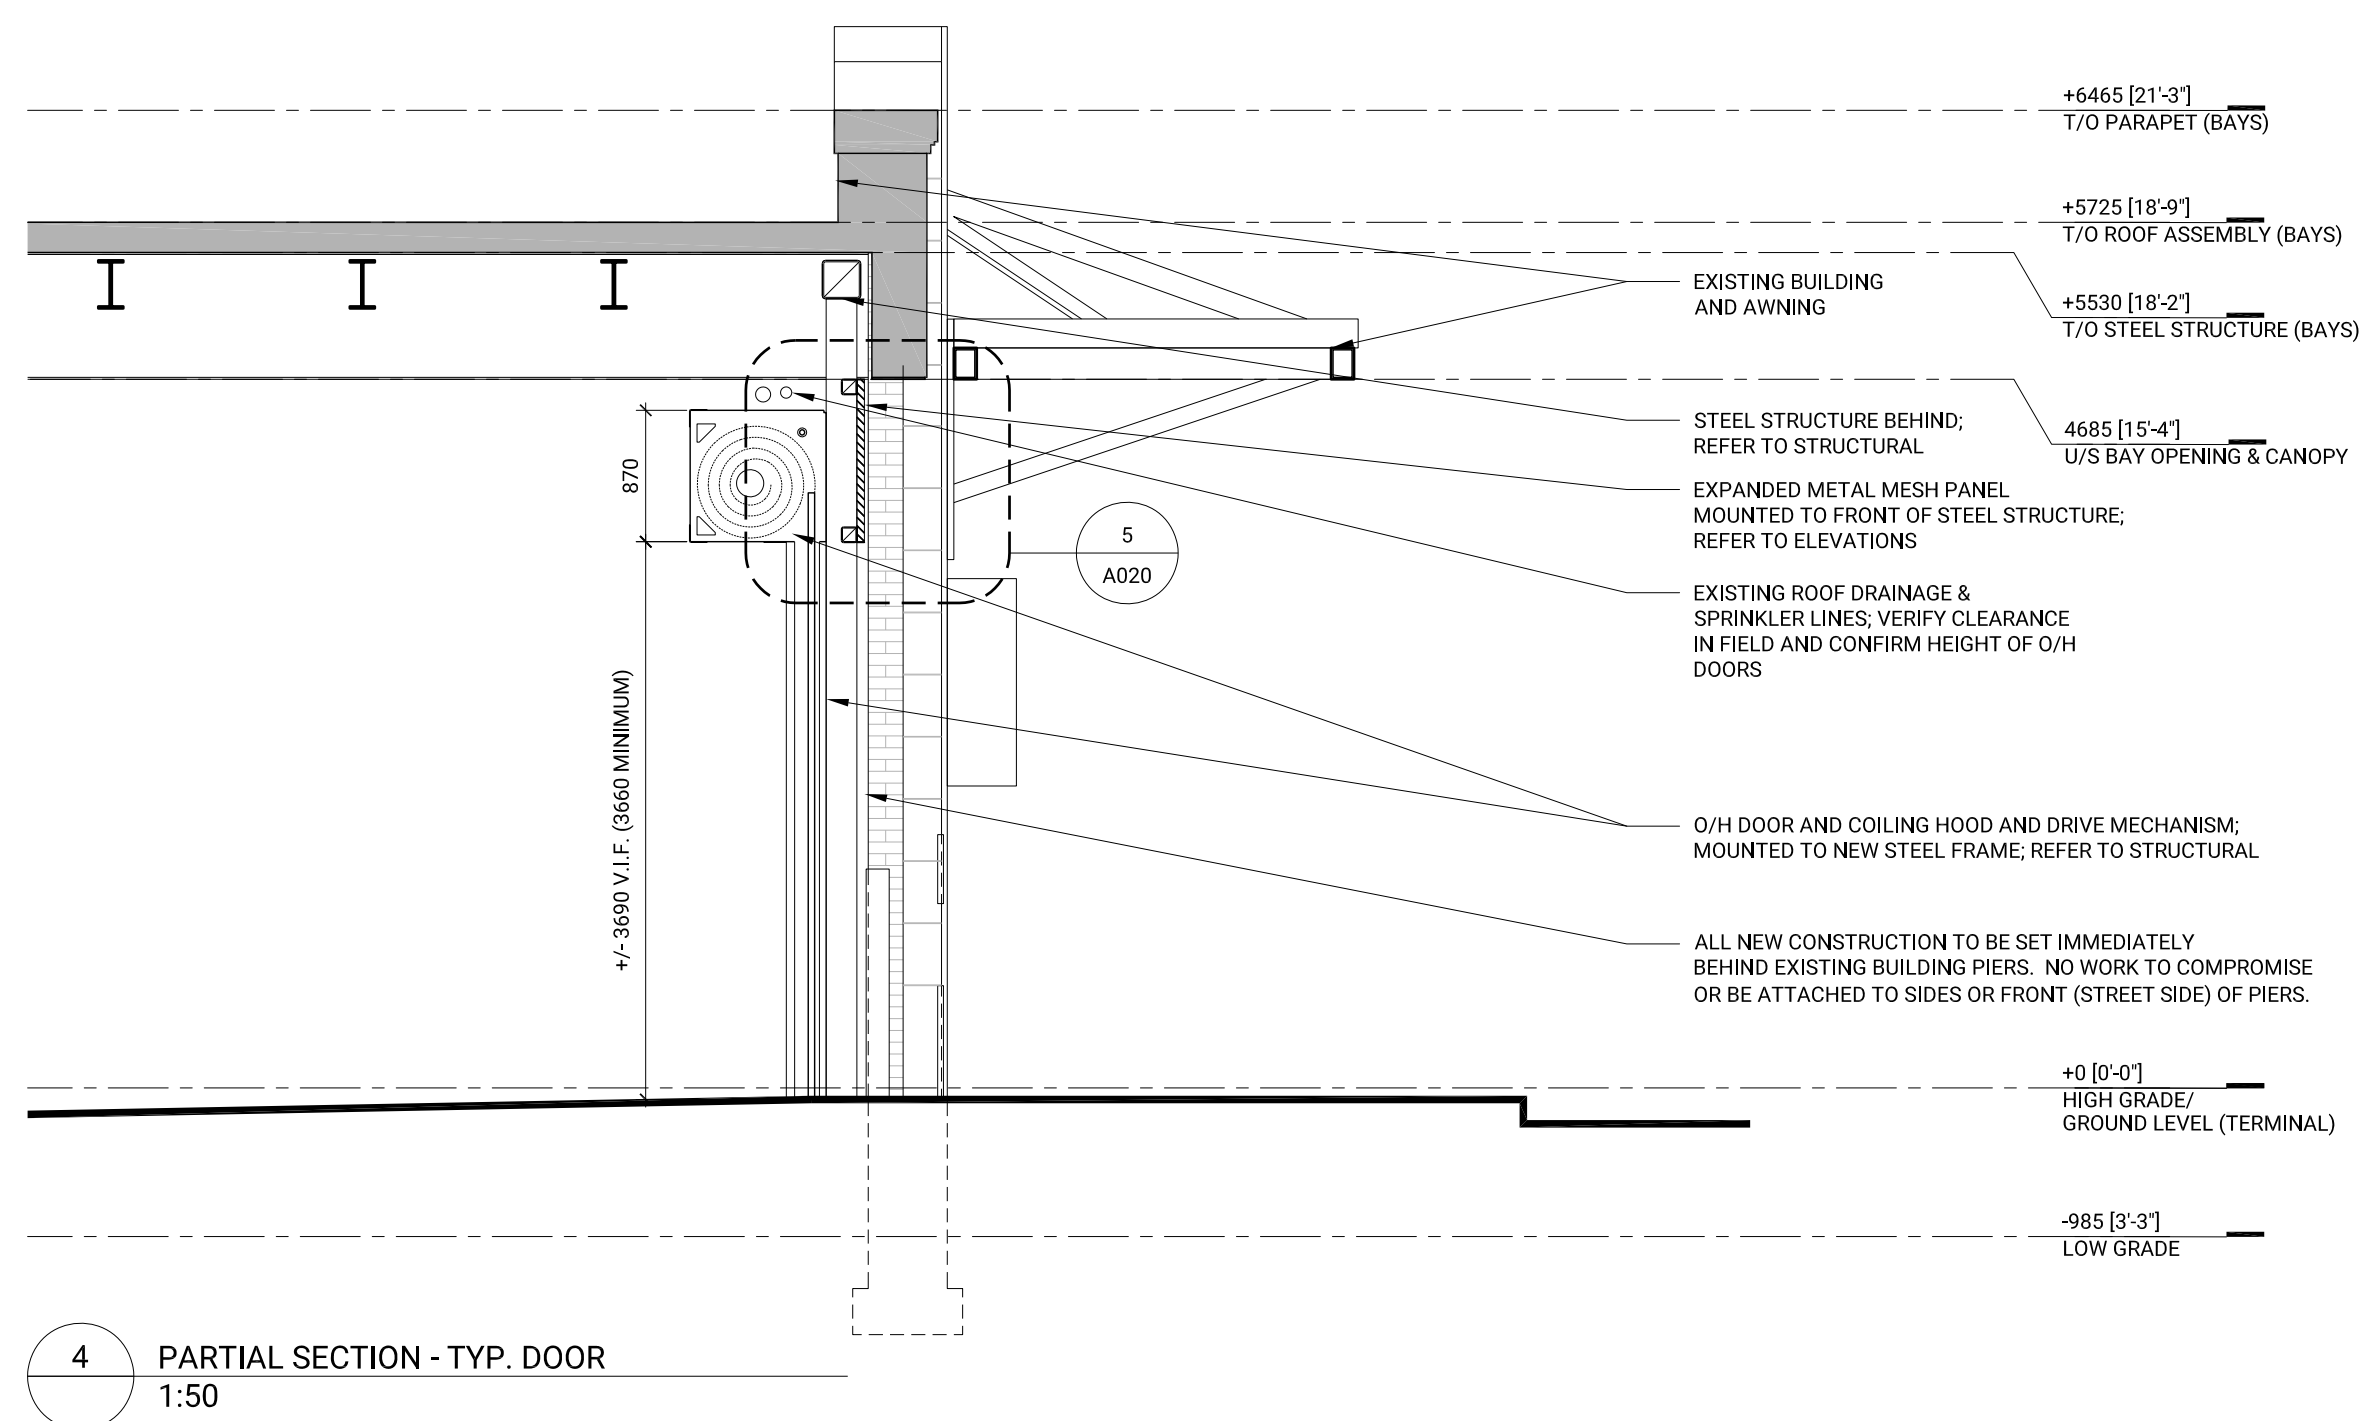 +6465 [21'-3"]
T/O PARAPET (BAYS)
+5725 [18'-9"]
T/O ROOF ASSEMBLY (BAYS)
EXISTING BUILDING
AND AWNING
+5530 [18'-2"]
T/O STEEL STRUCTURE (BAYS)
STEEL STRUCTURE BEHIND;
REFER TO STRUCTURAL
4685 [15'-4"]
U/S BAY OPENING & CANOPY
870
EXPANDED METAL MESH PANEL
MOUNTED TO FRONT OF STEEL STRUCTURE;
REFER TO ELEVATIONS
5
A020
EXISTING ROOF DRAINAGE &
SPRINKLER LINES; VERIFY CLEARANCE
IN FIELD AND CONFIRM HEIGHT OF O/H
DOORS
+/- 3690 V.I.F. (3660 MINIMUM)
O/H DOOR AND COILING HOOD AND DRIVE MECHANISM;
MOUNTED TO NEW STEEL FRAME; REFER TO STRUCTURAL
ALL NEW CONSTRUCTION TO BE SET IMMEDIATELY
BEHIND EXISTING BUILDING PIERS. NO WORK TO COMPROMISE
OR BE ATTACHED TO SIDES OR FRONT (STREET SIDE) OF PIERS.
+0 [0'-0"]
HIGH GRADE/
GROUND LEVEL (TERMINAL)
-985 [3'-3"]
LOW GRADE
4
PARTIAL SECTION - TYP. DOOR
1:50